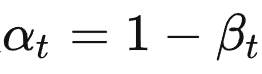 α_t = 1 − β_t